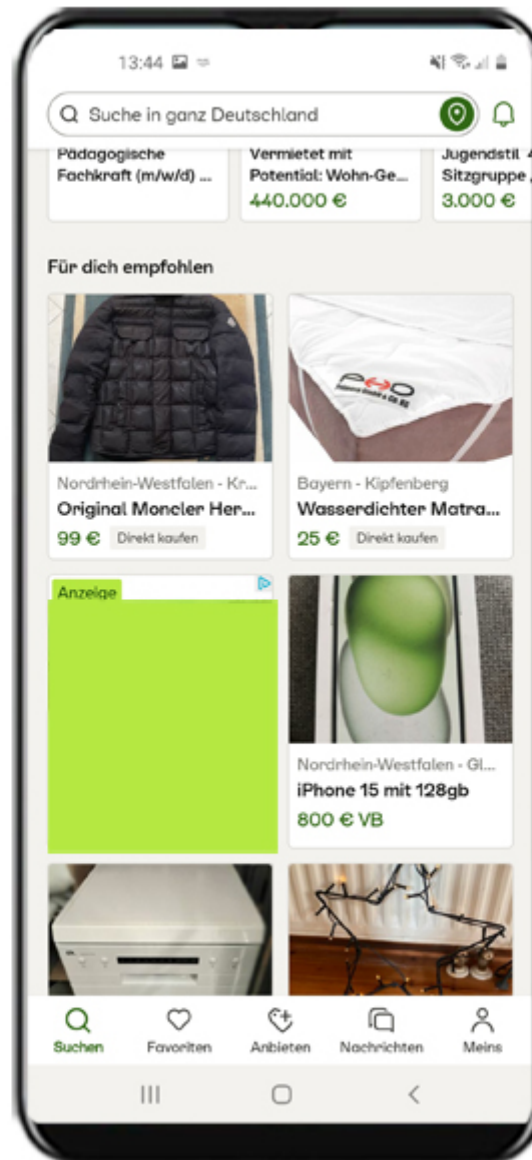 13:44
Suche in ganz Deutschland
Pädagogische
Fachkraft (m/w/d) ...
Vermietet mit
Potential: Wohn-Ge...
440.000 €
Jugendstil
Sitzgruppe
3.000 €
Für dich empfohlen
Nordrhein-Westfalen - Kr...
Original Moncler Her...
99 € Direkt kaufen
Bayern - Kipfenberg
Wasserdichter Matra...
25 € Direkt kaufen
Anzeige
Nordrhein-Westfalen - Gl...
iPhone 15 mit 128gb
800 € VB
Suchen
Favoriten
Anbieten
Nachrichten
Meins